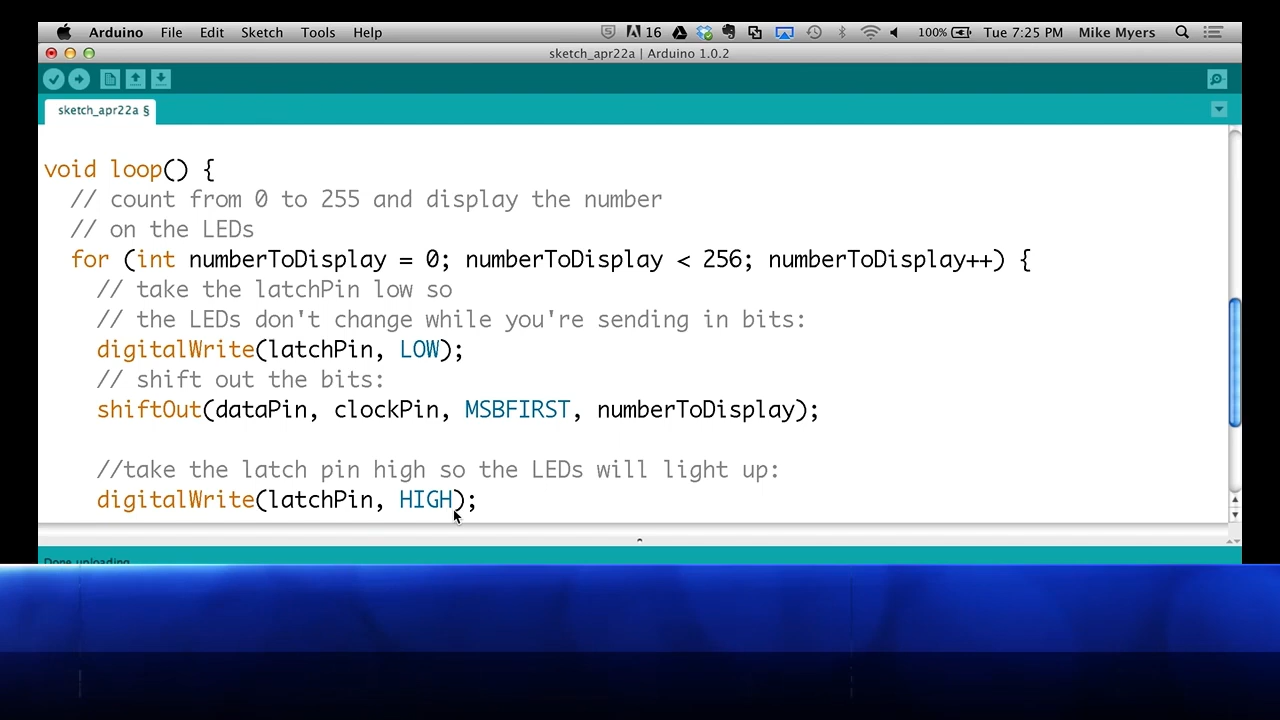 Arduino File Edit Sketch Tools Help 16 100% Tue 7:25 PM Mike Myers
sketch_apr22a | Arduino 1.0.2
sketch_apr22a §
void loop() {
// count from 0 to 255 and display the number
// on the LEDs
for (int numberToDisplay = 0; numberToDisplay < 256; numberToDisplay++) {
// take the latchPin low so
// the LEDs don't change while you're sending in bits:
digitalWrite(latchPin, LOW);
// shift out the bits:
shiftOut(dataPin, clockPin, MSBFIRST, numberToDisplay);
//take the latch pin high so the LEDs will light up:
digitalWrite(latchPin, HIGH);
Done uploading